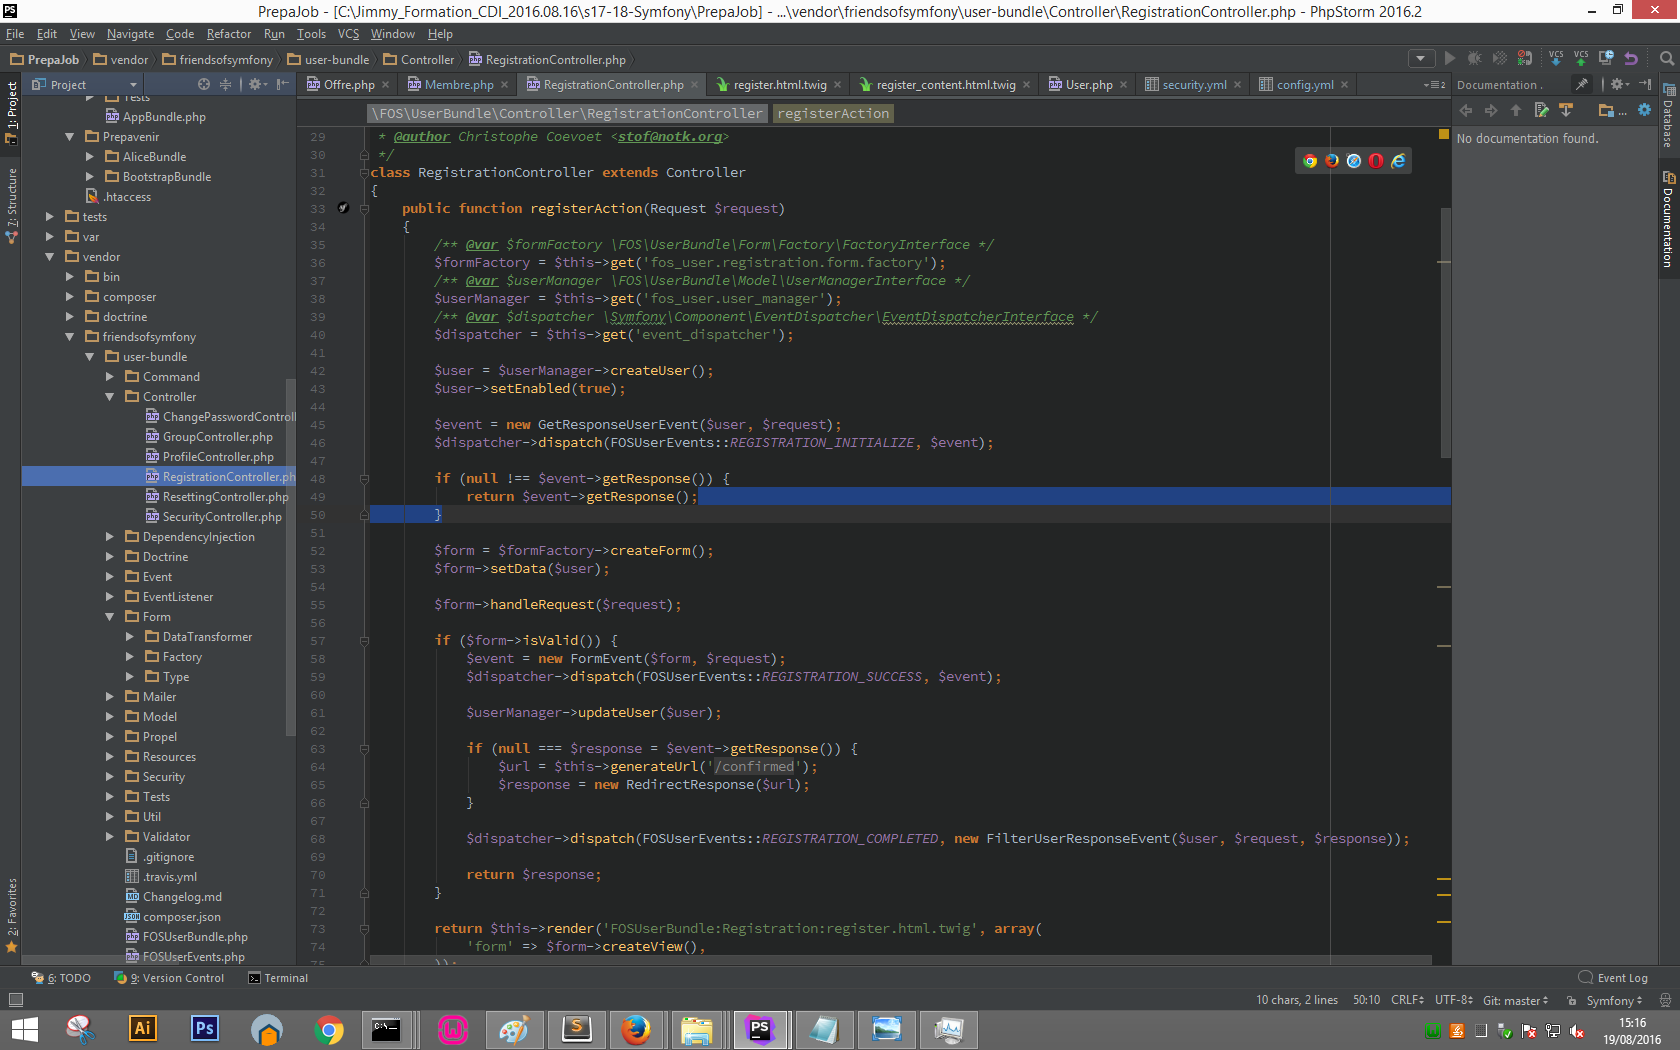 PS
PrepaJob - [C:\Jimmy_Formation_CDI_2016.08.16\s17-18-Symfony\PrepaJob] - ...\vendor\friendsofsymfony\user-bundle\Controller\RegistrationController.php - PhpStorm 2016.2
File Edit View Navigate Code Refactor Run Tools VCS Window Help
PrepaJob vendor friendsofsymfony user-bundle Controller RegistrationController.php
VCS VCS
Project
Offre.php Membre.php RegistrationController.php register.html.twig register_content.html.twig User.php security.yml config.yml
Documentation
\FOS\UserBundle\Controller\RegistrationController registerAction
No documentation found.
1: Project
7: Structure
2: Favorites
Database
Documentation
Tests
AppBundle.php
Prepavenir
AliceBundle
BootstrapBundle
.htaccess
tests
var
vendor
bin
composer
doctrine
friendsofsymfony
user-bundle
Command
Controller
ChangePasswordControll
GroupController.php
ProfileController.php
RegistrationController.ph
ResettingController.php
SecurityController.php
DependencyInjection
Doctrine
Event
EventListener
Form
DataTransformer
Factory
Type
Mailer
Model
Propel
Resources
Security
Tests
Util
Validator
.gitignore
.travis.yml
Changelog.md
composer.json
FOSUserBundle.php
FOSUserEvents.php
29 * @author Christophe Coevoet <stof@notk.org>
30 */
31 class RegistrationController extends Controller
32 {
33 public function registerAction(Request $request)
34 {
35 /** @var $formFactory \FOS\UserBundle\Form\Factory\FactoryInterface */
36 $formFactory = $this->get('fos_user.registration.form.factory');
37 /** @var $userManager \FOS\UserBundle\Model\UserManagerInterface */
38 $userManager = $this->get('fos_user.user_manager');
39 /** @var $dispatcher \Symfony\Component\EventDispatcher\EventDispatcherInterface */
40 $dispatcher = $this->get('event_dispatcher');
41
42 $user = $userManager->createUser();
43 $user->setEnabled(true);
44
45 $event = new GetResponseUserEvent($user, $request);
46 $dispatcher->dispatch(FOSUserEvents::REGISTRATION_INITIALIZE, $event);
47
48 if (null !== $event->getResponse()) {
49 return $event->getResponse();
50 }
51
52 $form = $formFactory->createForm();
53 $form->setData($user);
54
55 $form->handleRequest($request);
56
57 if ($form->isValid()) {
58 $event = new FormEvent($form, $request);
59 $dispatcher->dispatch(FOSUserEvents::REGISTRATION_SUCCESS, $event);
60
61 $userManager->updateUser($user);
62
63 if (null === $response = $event->getResponse()) {
64 $url = $this->generateUrl('/confirmed');
65 $response = new RedirectResponse($url);
66 }
67
68 $dispatcher->dispatch(FOSUserEvents::REGISTRATION_COMPLETED, new FilterUserResponseEvent($user, $request, $response));
69
70 return $response;
71 }
72
73 return $this->render('FOSUserBundle:Registration:register.html.twig', array(
74 'form' => $form->createView(),
75 ));
6: TODO 9: Version Control Terminal Event Log
10 chars, 2 lines 50:10 CRLF UTF-8 Git: master Symfony
Ai Ps PS
15:16
19/08/2016